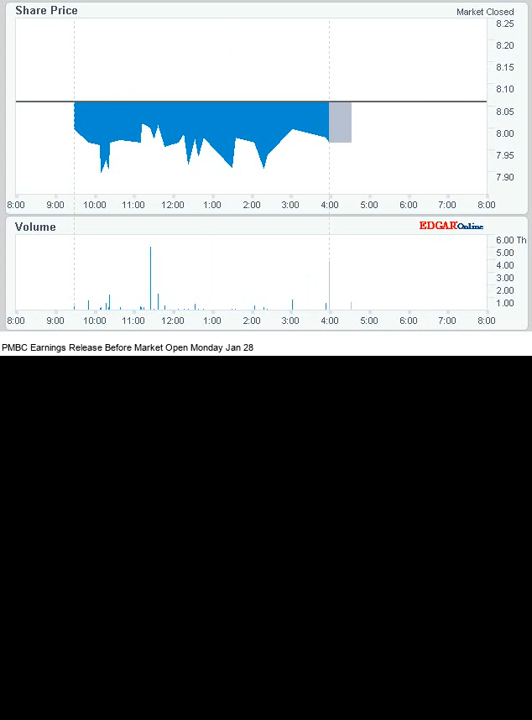 Share Price
Market Closed
8.25
8.20
8.15
8.10
8.05
8.00
7.95
7.90
8:00 9:00 10:00 11:00 12:00 1:00 2:00 3:00 4:00 5:00 6:00 7:00 8:00
Volume
EDGAROnline
6.00 Th
5.00
4.00
3.00
2.00
1.00
8:00 9:00 10:00 11:00 12:00 1:00 2:00 3:00 4:00 5:00 6:00 7:00 8:00
PMBC Earnings Release Before Market Open Monday Jan 28